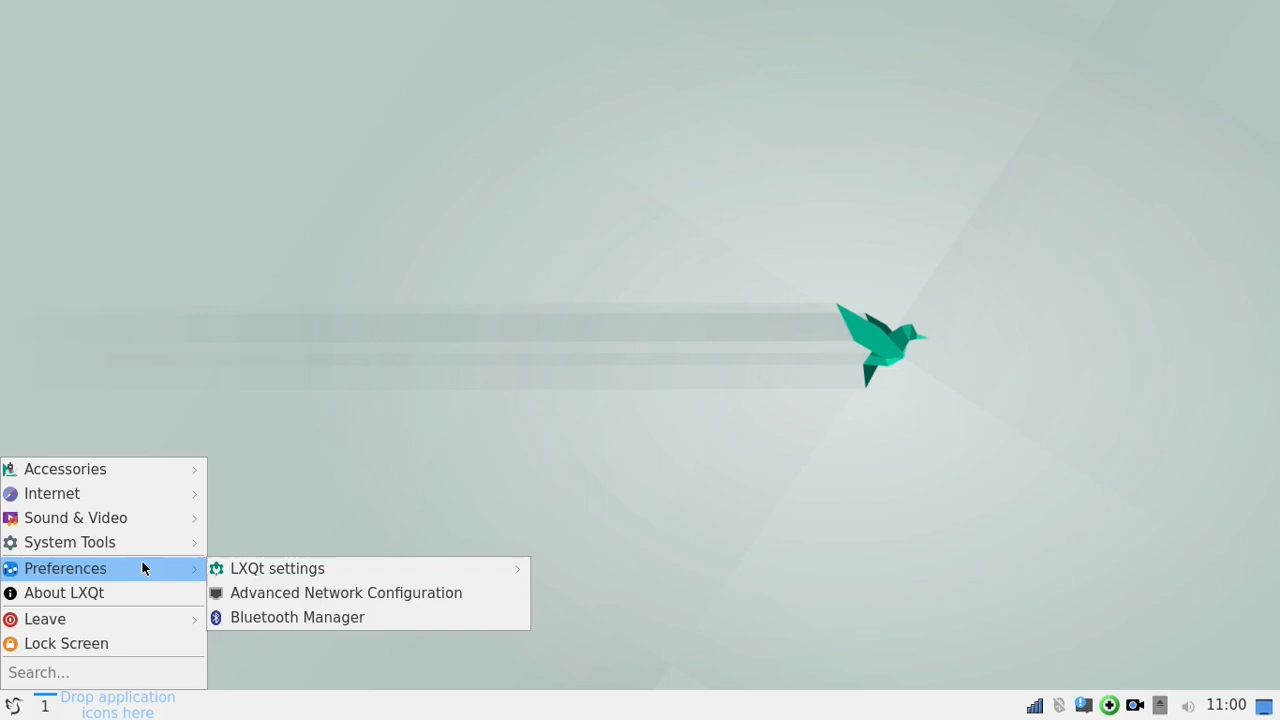 Accessories
Internet
Sound & Video
System Tools
Preferences
About LXQt
Leave
Lock Screen
Search...
LXQt settings
Advanced Network Configuration
Bluetooth Manager
1
Drop application
icons here
11:00